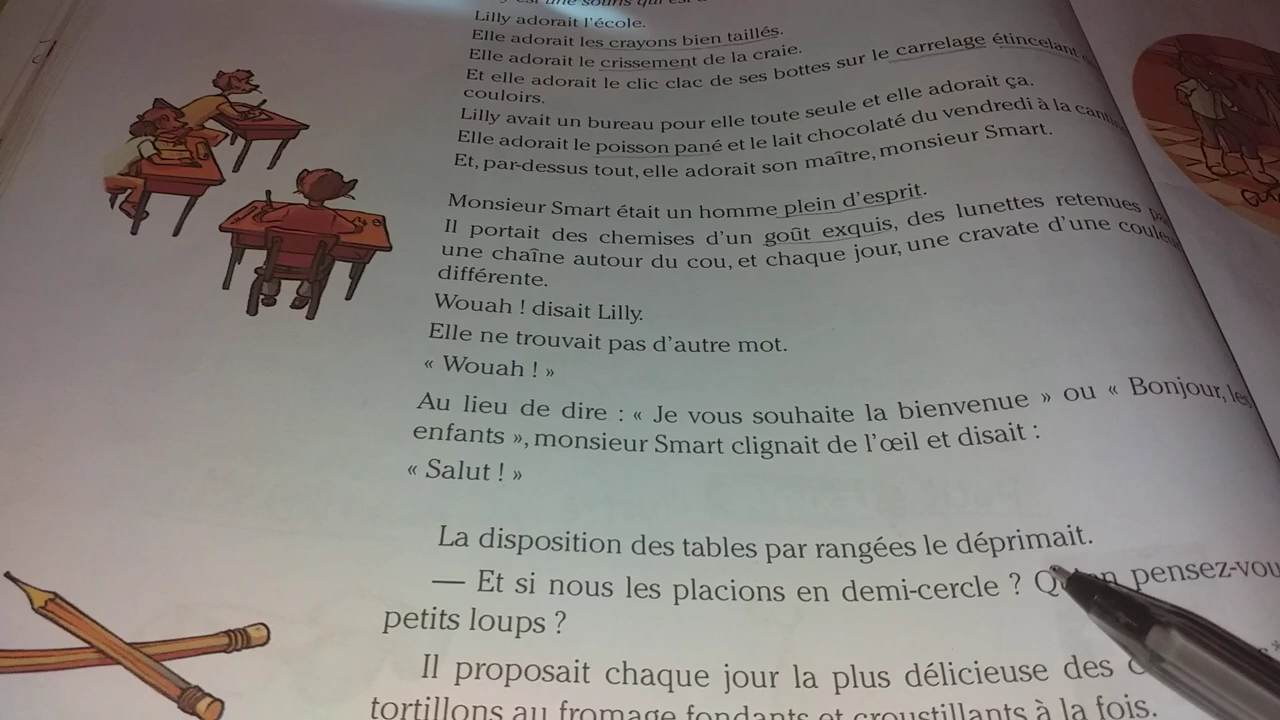 est une souris qui est
Lilly adorait l'école.
Elle adorait les crayons bien taillés.
Elle adorait le crissement de la craie.
Et elle adorait le clic clac de ses bottes sur le carrelage étincelant
couloirs.
Lilly avait un bureau pour elle toute seule et elle adorait ça.
Elle adorait le poisson pané et le lait chocolaté du vendredi à la
Et, par-dessus tout, elle adorait son maître, monsieur Smart.
Monsieur Smart était un homme plein d'esprit.
Il portait des chemises d'un goût exquis, des lunettes retenues
une chaîne autour du cou, et chaque jour, une cravate d'une
différente.
Wouah ! disait Lilly.
Elle ne trouvait pas d'autre mot.
« Wouah ! »
Au lieu de dire : « Je vous souhaite la bienvenue » ou « Bonjour, les
enfants », monsieur Smart clignait de l'œil et disait :
« Salut ! »
La disposition des tables par rangées le déprimait.
— Et si nous les placions en demi-cercle ? pensez-vou
petits loups ?
Il proposait chaque jour la plus délicieuse des
tortillons au fromage fondants et croustillants à la fois.